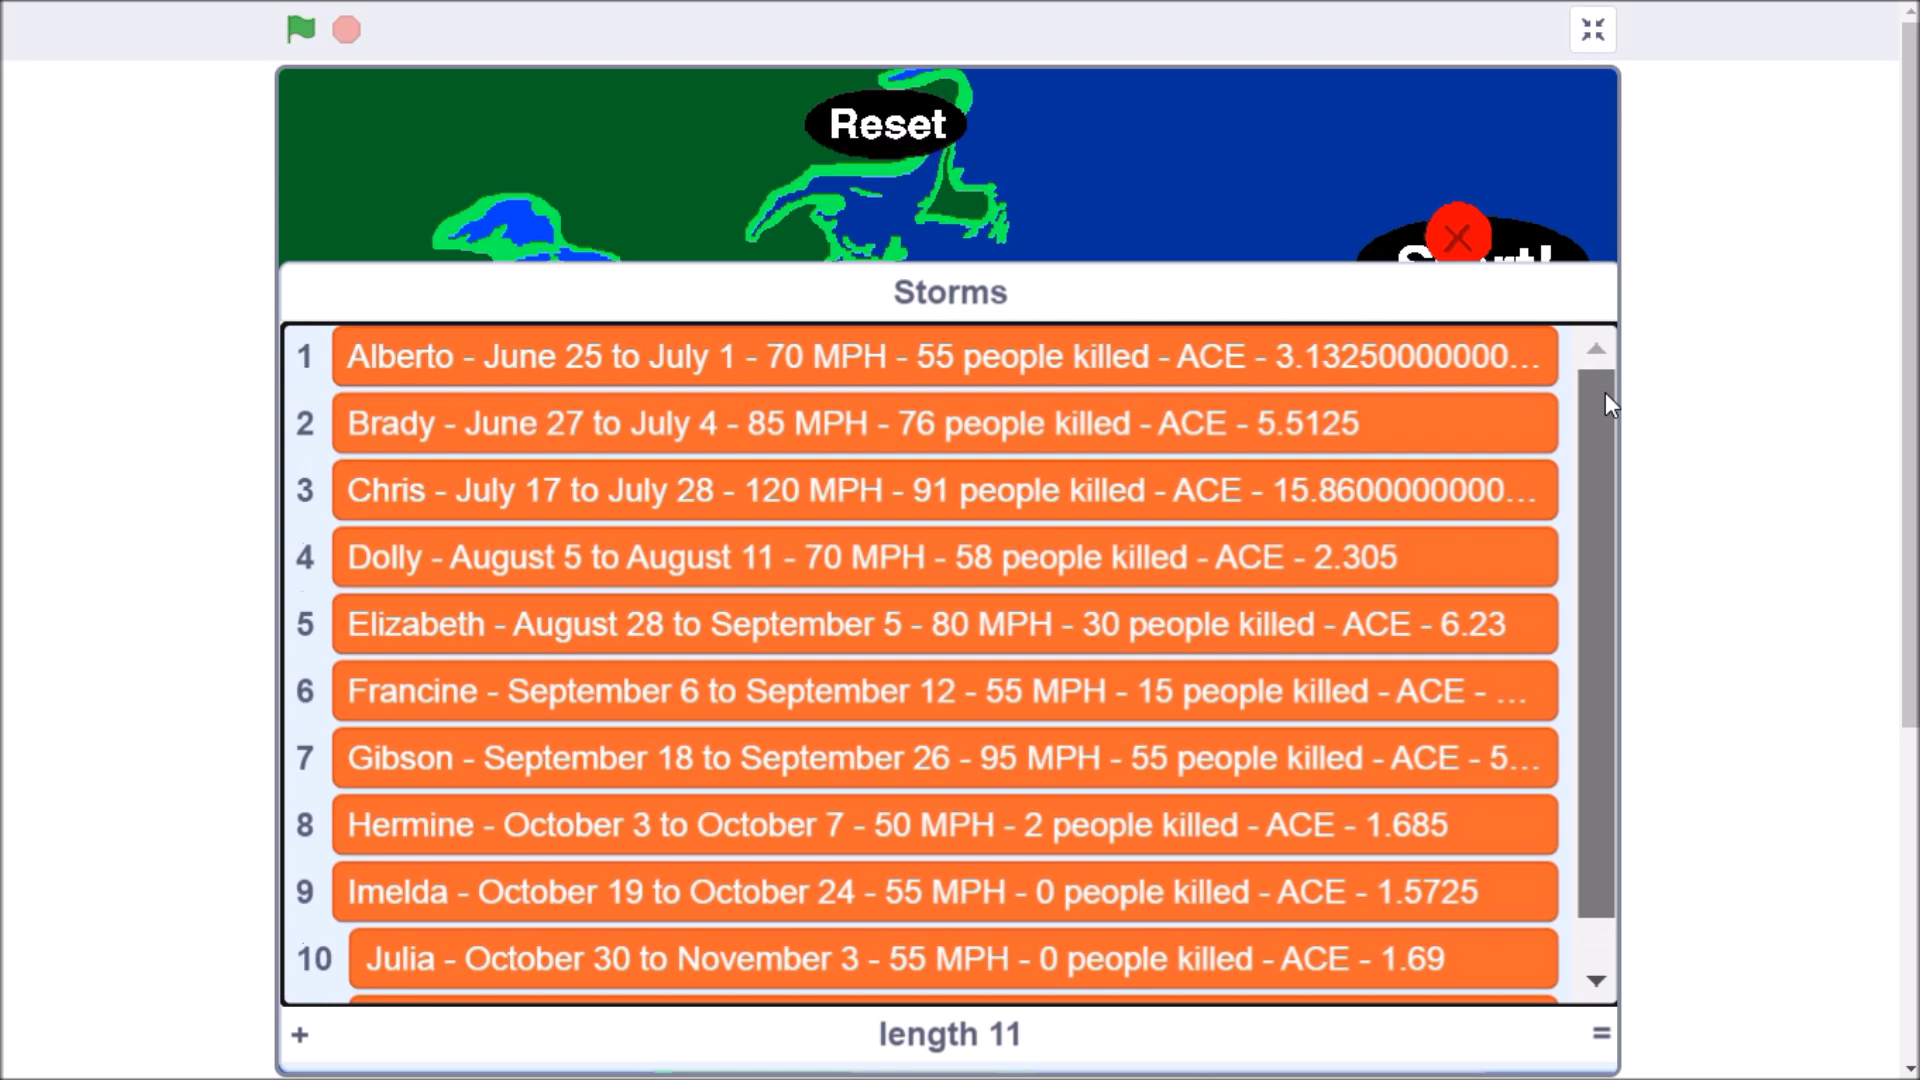 Reset
Storms
1 Alberto - June 25 to July 1 - 70 MPH - 55 people killed - ACE - 3.13250000000...
2 Brady - June 27 to July 4 - 85 MPH - 76 people killed - ACE - 5.5125
3 Chris - July 17 to July 28 - 120 MPH - 91 people killed - ACE - 15.8600000000...
4 Dolly - August 5 to August 11 - 70 MPH - 58 people killed - ACE - 2.305
5 Elizabeth - August 28 to September 5 - 80 MPH - 30 people killed - ACE - 6.23
6 Francine - September 6 to September 12 - 55 MPH - 15 people killed - ACE - ...
7 Gibson - September 18 to September 26 - 95 MPH - 55 people killed - ACE - 5...
8 Hermine - October 3 to October 7 - 50 MPH - 2 people killed - ACE - 1.685
9 Imelda - October 19 to October 24 - 55 MPH - 0 people killed - ACE - 1.5725
10 Julia - October 30 to November 3 - 55 MPH - 0 people killed - ACE - 1.69
+ length 11 =